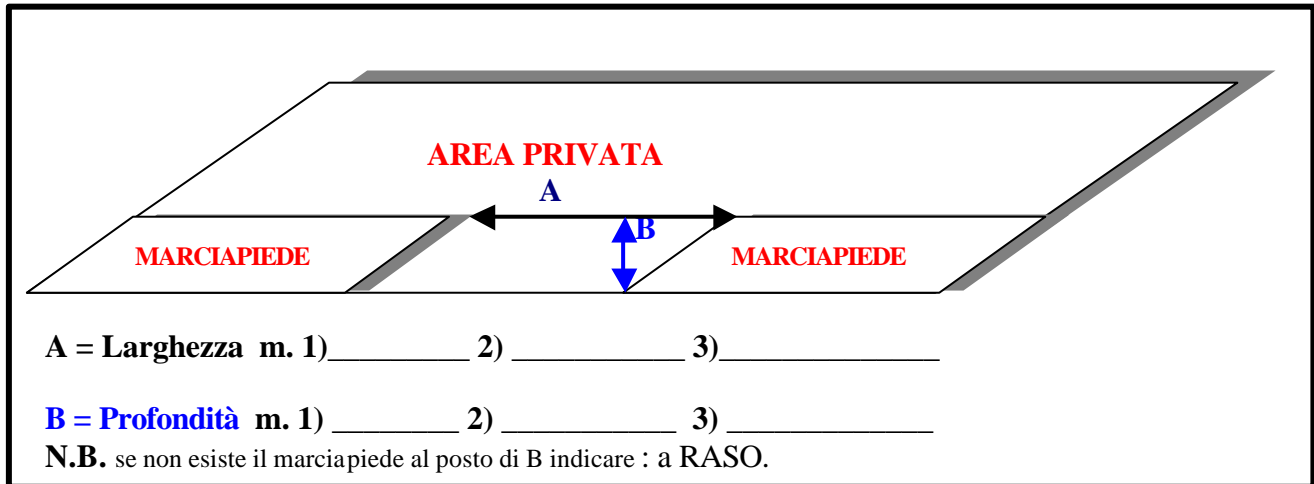 AREA PRIVATA
A
B
MARCIAPIEDE MARCIAPIEDE
A = Larghezza m. 1)_________ 2) ___________ 3)______________
B = Profondità m. 1) ________ 2) ___________ 3) _____________
N.B. se non esiste il marciapiede al posto di B indicare : a RASO.